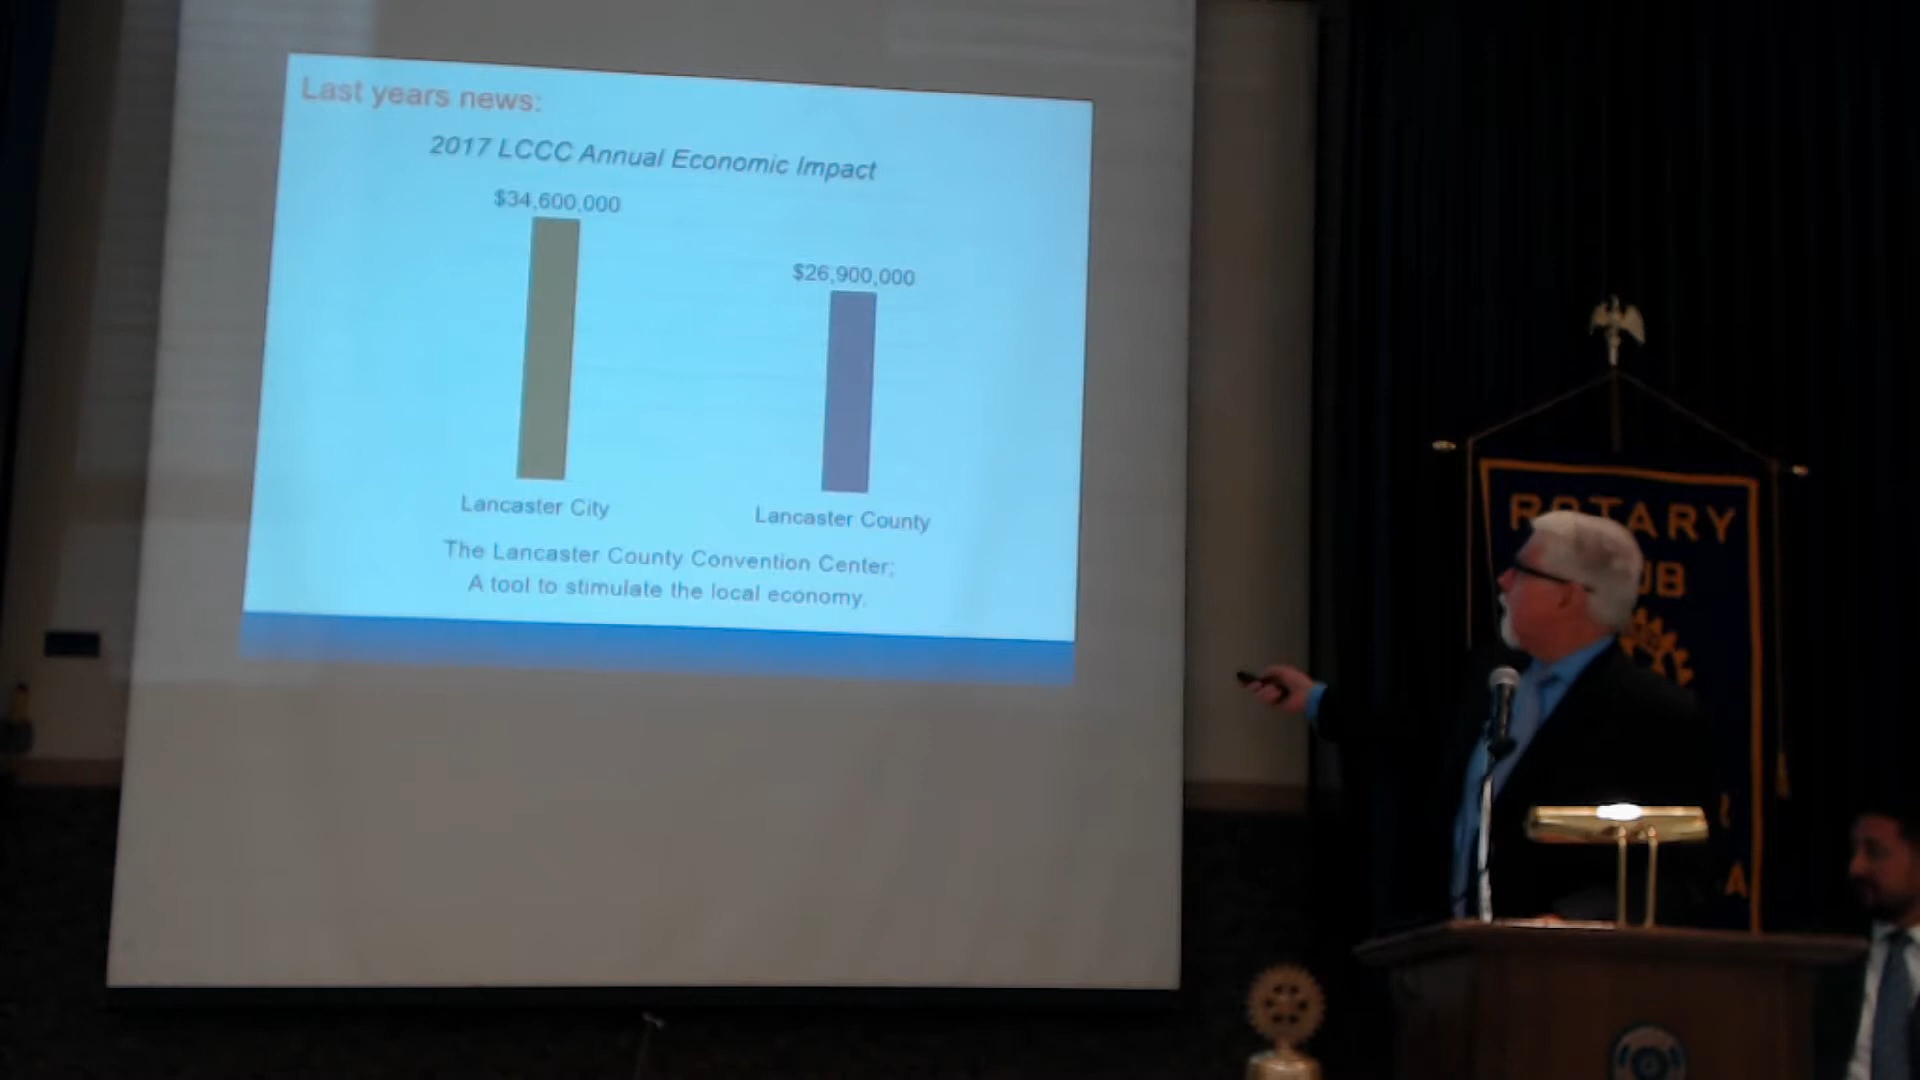 Last years news:
2017 LCCC Annual Economic Impact
$34,600,000
$26,900,000
Lancaster City
Lancaster County
The Lancaster County Convention Center;
A tool to stimulate the local economy.
ROTARY
UB
A